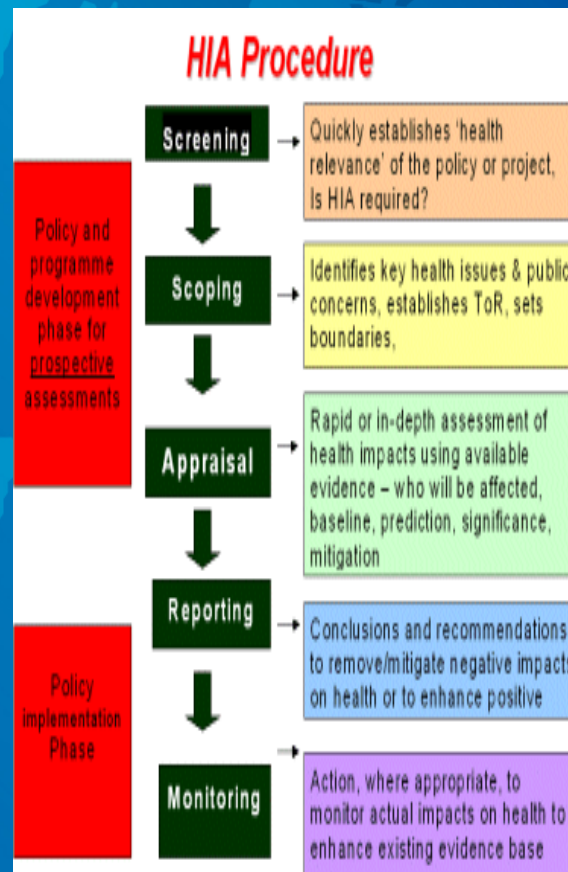 HIA Procedure
Screening
Quickly establishes ‘health
relevance’ of the policy or project,
Is HIA required?
Policy and
programme
development
phase for
prospective
assessments
Scoping
Identifies key health issues & public
concerns, establishes ToR, sets
boundaries,
Appraisal
Rapid or in-depth assessment of
health impacts using available
evidence – who will be affected,
baseline, prediction, significance,
mitigation
Reporting
Conclusions and recommendations
to remove/mitigate negative impacts
on health or to enhance positive
Policy
implementation
Phase
Monitoring
Action, where appropriate, to
monitor actual impacts on health to
enhance existing evidence base